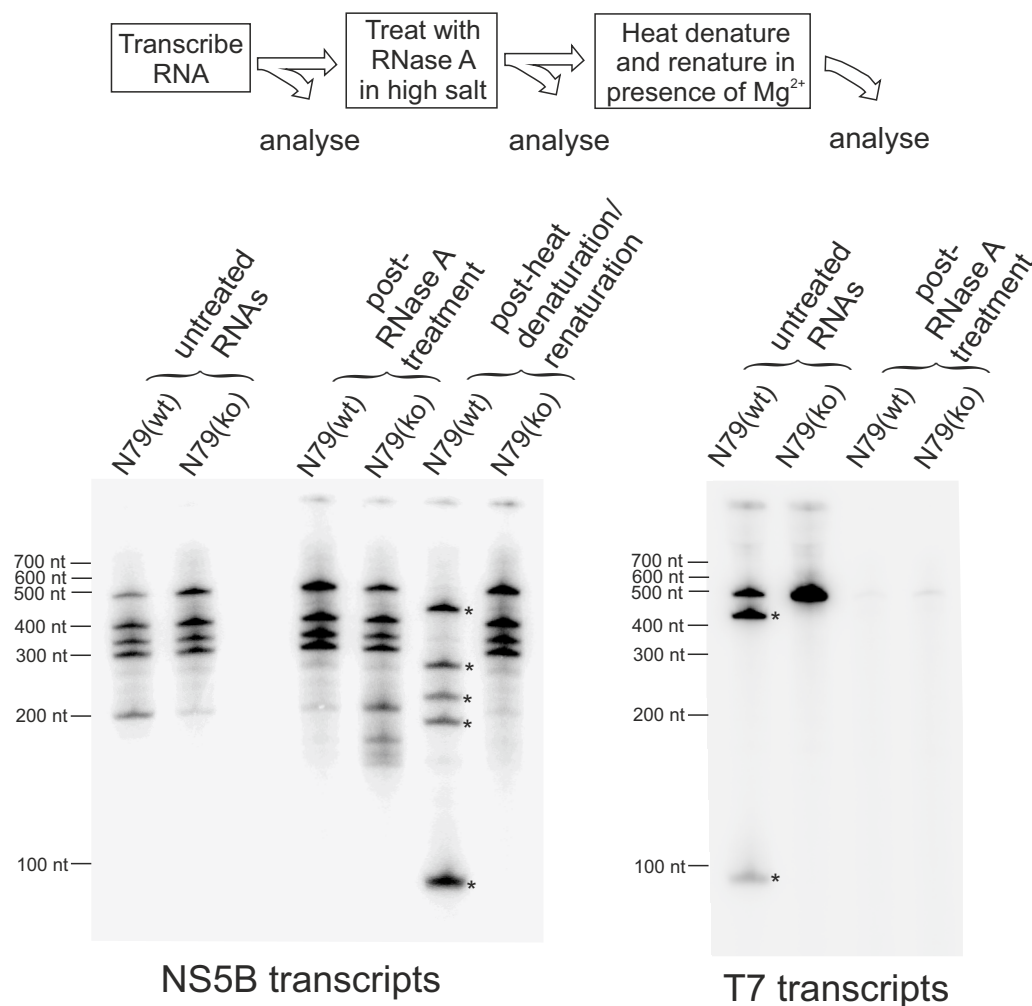 Transcribe
RNA
Treat with
RNase A
in high salt
Heat denature
and renature in
presence of Mg²⁺
analyse
analyse
analyse
untreated
RNAs
post-
RNase A
treatment
post-heat
denaturation/
renaturation
N79(wt)
N79(ko)
N79(wt)
N79(ko)
N79(wt)
N79(ko)
700 nt
600 nt
500 nt
400 nt
300 nt
200 nt
100 nt
*
*
*
*
*
NS5B transcripts
untreated
RNAs
post-
RNase A
treatment
N79(wt)
N79(ko)
N79(wt)
N79(ko)
700 nt
600 nt
500 nt
400 nt
300 nt
200 nt
100 nt
*
*
T7 transcripts